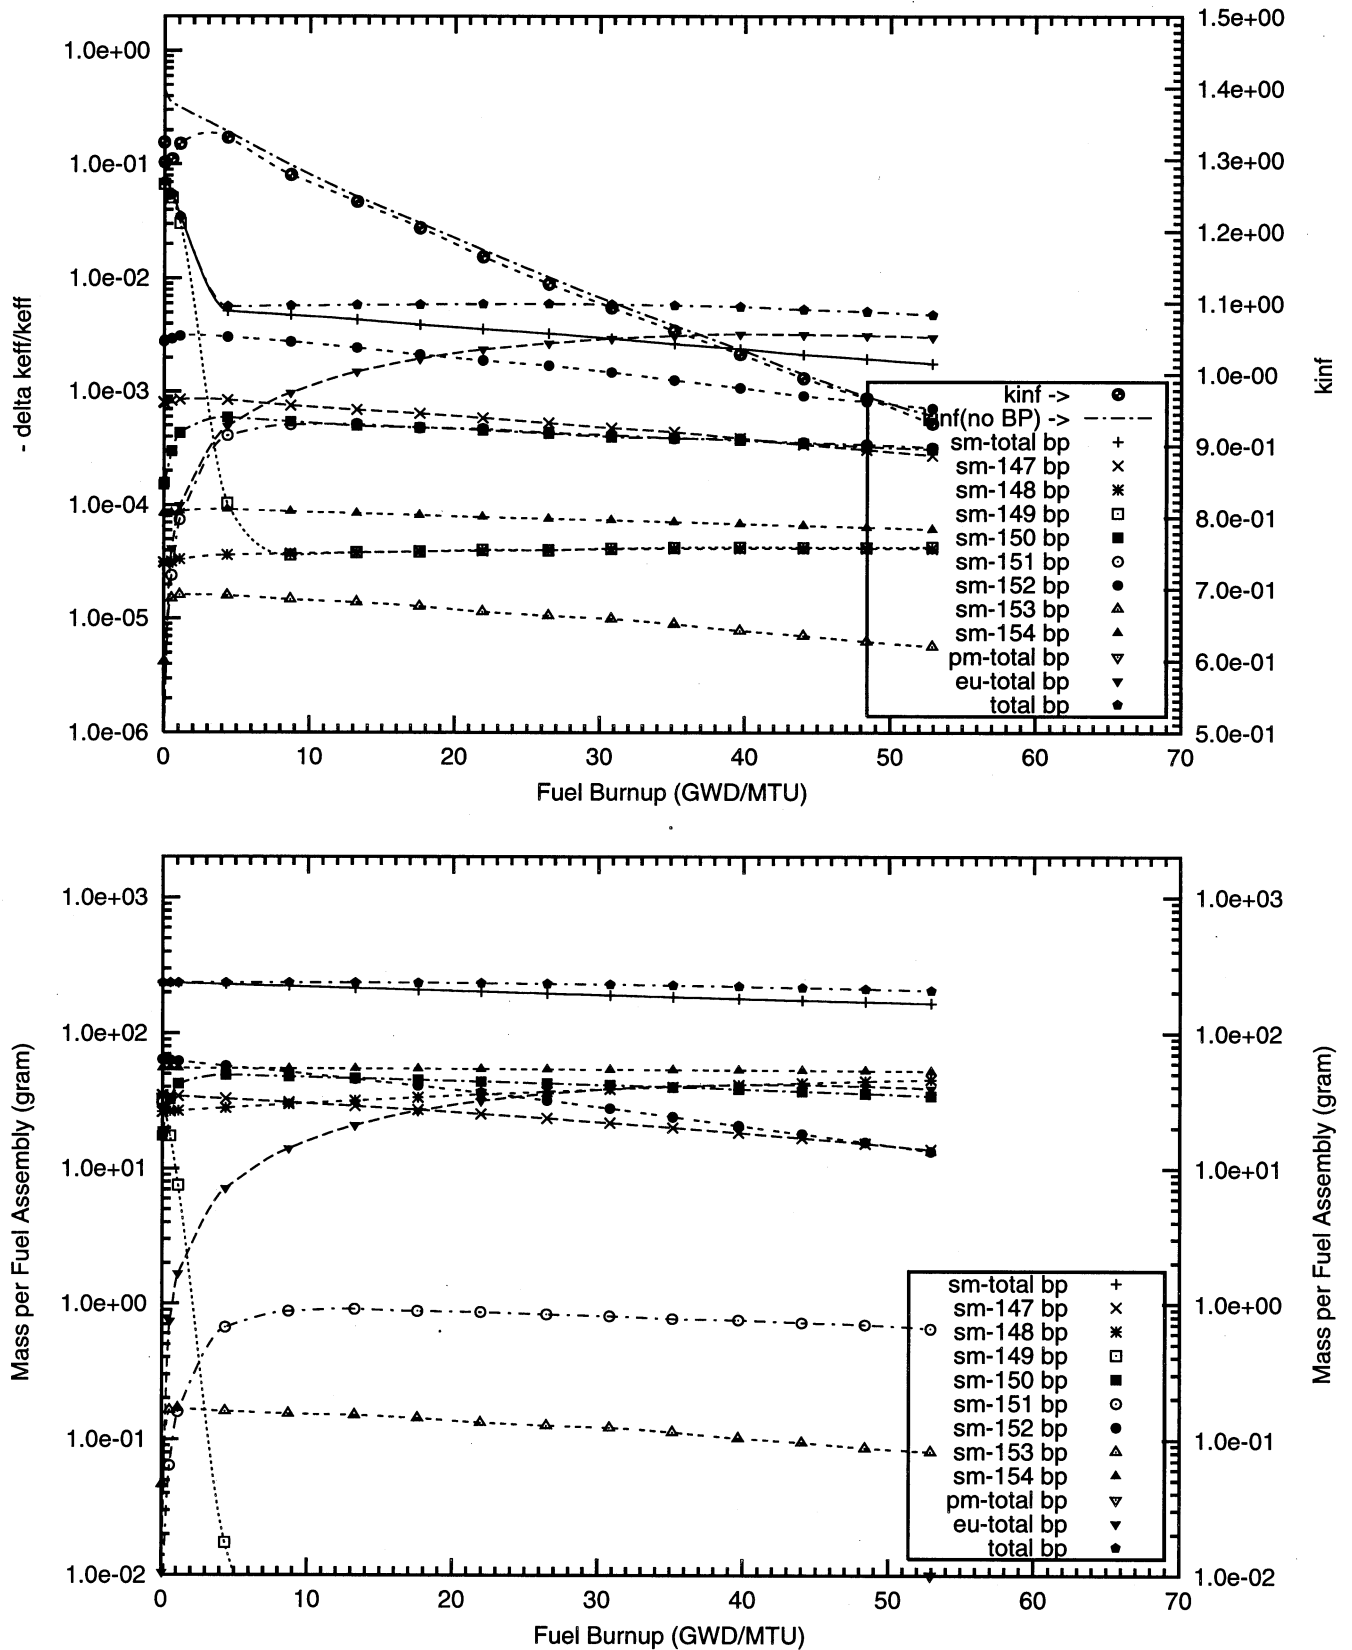 1.5e+00
1.0e+00
1.4e+00
1.0e-01
1.3e+00
1.2e+00
1.0e-02
1.1e+00
- delta keff/keff
kinf
1.0e-03
1.0e-00
kinf ->
kinf(no BP) ->
sm-total bp
9.0e-01
sm-147 bp
sm-148 bp
1.0e-04
sm-149 bp
8.0e-01
sm-150 bp
sm-151 bp
sm-152 bp
7.0e-01
sm-153 bp
1.0e-05
sm-154 bp
pm-total bp
6.0e-01
eu-total bp
total bp
1.0e-06
5.0e-01
0 10 20 30 40 50 60 70
Fuel Burnup (GWD/MTU)
1.0e+03
1.0e+03
1.0e+02
1.0e+02
Mass per Fuel Assembly (gram)
Mass per Fuel Assembly (gram)
1.0e+01
1.0e+01
sm-total bp
1.0e+00
sm-147 bp
1.0e+00
sm-148 bp
sm-149 bp
sm-150 bp
sm-151 bp
sm-152 bp
1.0e-01
sm-153 bp
1.0e-01
sm-154 bp
pm-total bp
eu-total bp
total bp
1.0e-02
1.0e-02
0 10 20 30 40 50 60 70
Fuel Burnup (GWD/MTU)